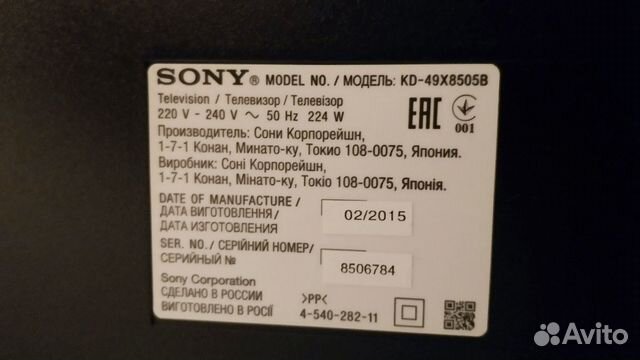 SONY® MODEL NO. / МОДЕЛЬ: KD-49X8505B
Television / Телевизор / Телевізор
220 V - 240 V ~ 50 Hz 224 W
EAC
001
Производитель: Сони Корпорейшн,
1-7-1 Конан, Минато-ку, Токио 108-0075, Япония.
Виробник: Соні Корпорейшн,
1-7-1 Конан, Мінато-ку, Токіо 108-0075, Японія.
DATE OF MANUFACTURE /
ДАТА ВИГОТОВЛЕННЯ /
ДАТА ИЗГОТОВЛЕНИЯ
02/2015
SER. NO./ СЕРІЙНИЙ НОМЕР/
СЕРИЙНЫЙ №
8506784
Sony Corporation
СДЕЛАНО В РОССИИ
ВИГОТОВЛЕНО В РОСІЇ
>PP<
4-540-282-11
Avito